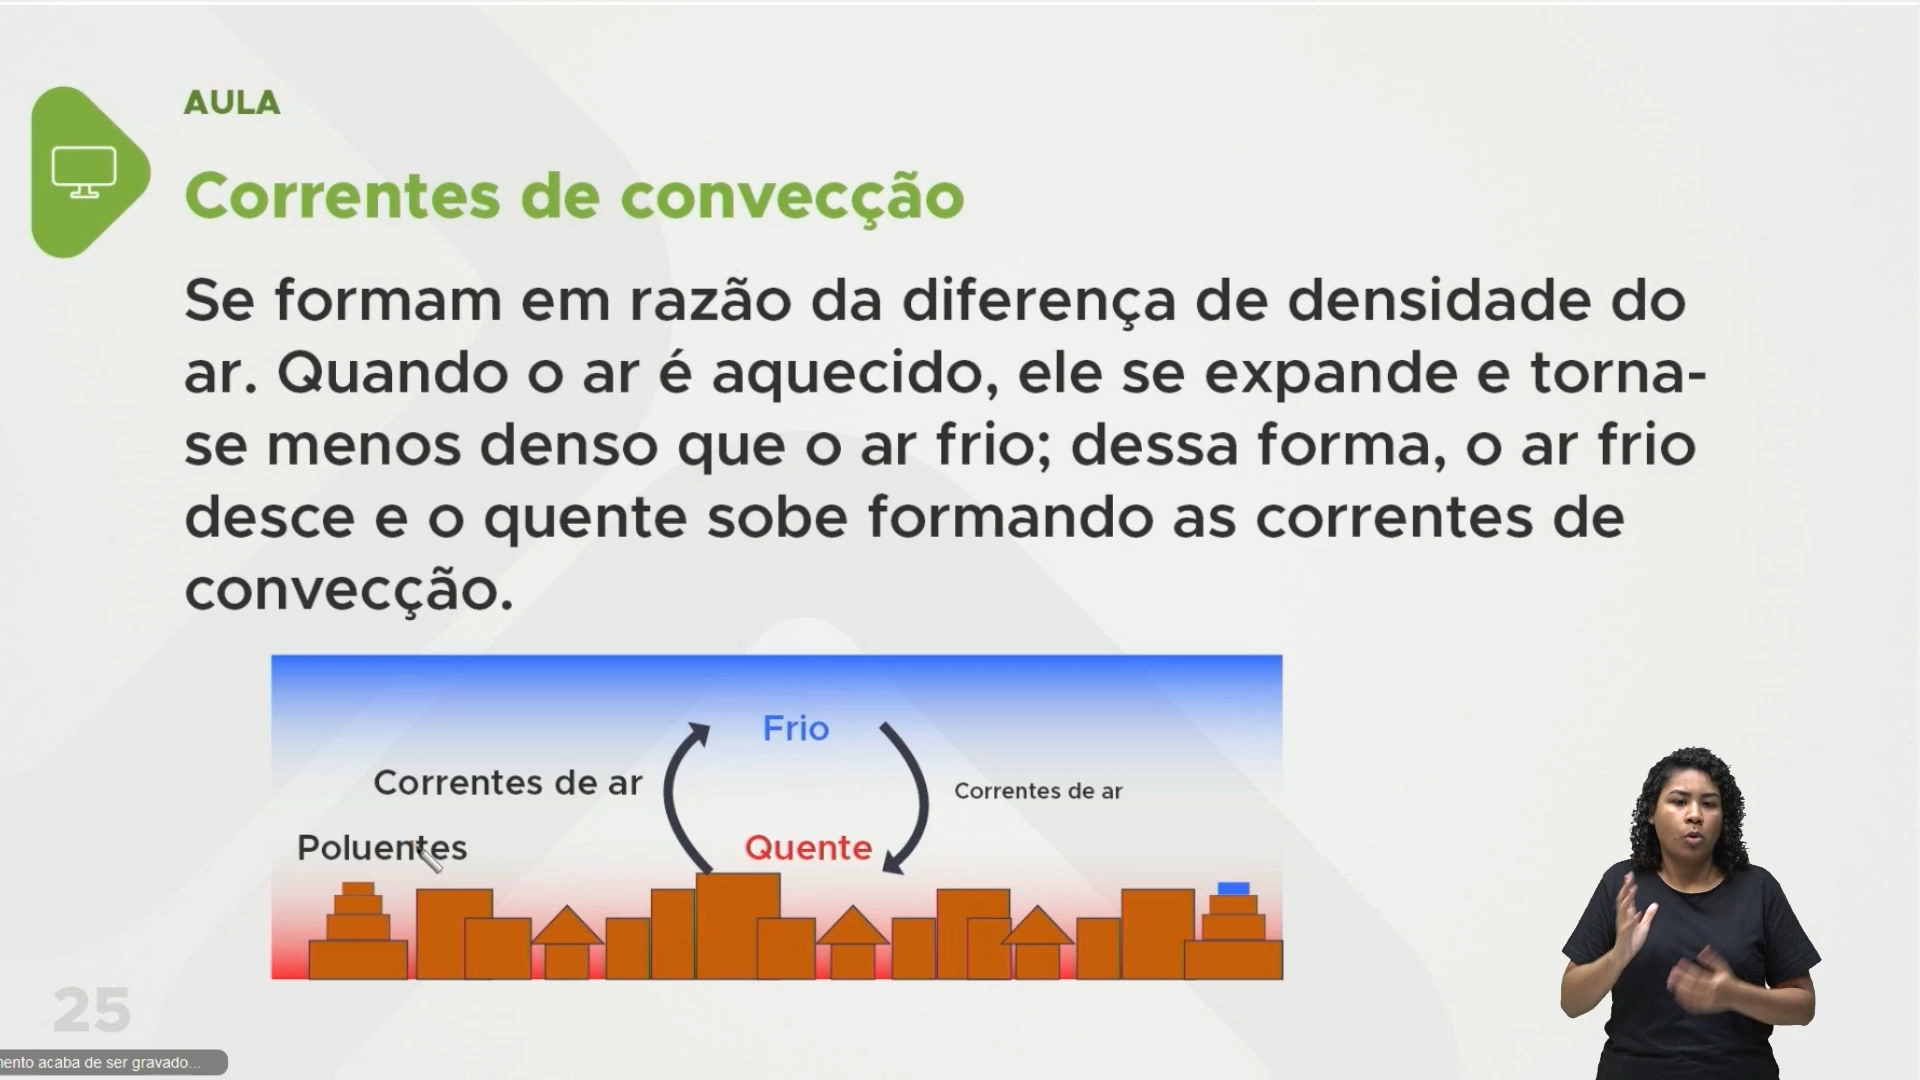 AULA
Correntes de convecção
Se formam em razão da diferença de densidade do
ar. Quando o ar é aquecido, ele se expande e torna-
se menos denso que o ar frio; dessa forma, o ar frio
desce e o quente sobe formando as correntes de
convecção.
Frio
Correntes de ar
Correntes de ar
Poluentes
Quente
25
acaba de ser gravado...